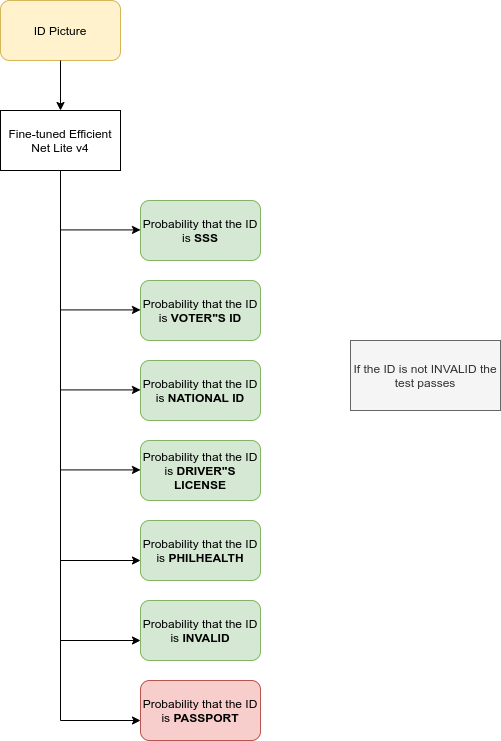 ID Picture
Fine-tuned Efficient
Net Lite v4
Probability that the ID
is SSS
Probability that the ID
is VOTER"S ID
If the ID is not INVALID the
test passes
Probability that the ID
is NATIONAL ID
Probability that the ID
is DRIVER"S
LICENSE
Probability that the ID
is PHILHEALTH
Probability that the ID
is INVALID
Probability that the ID
is PASSPORT